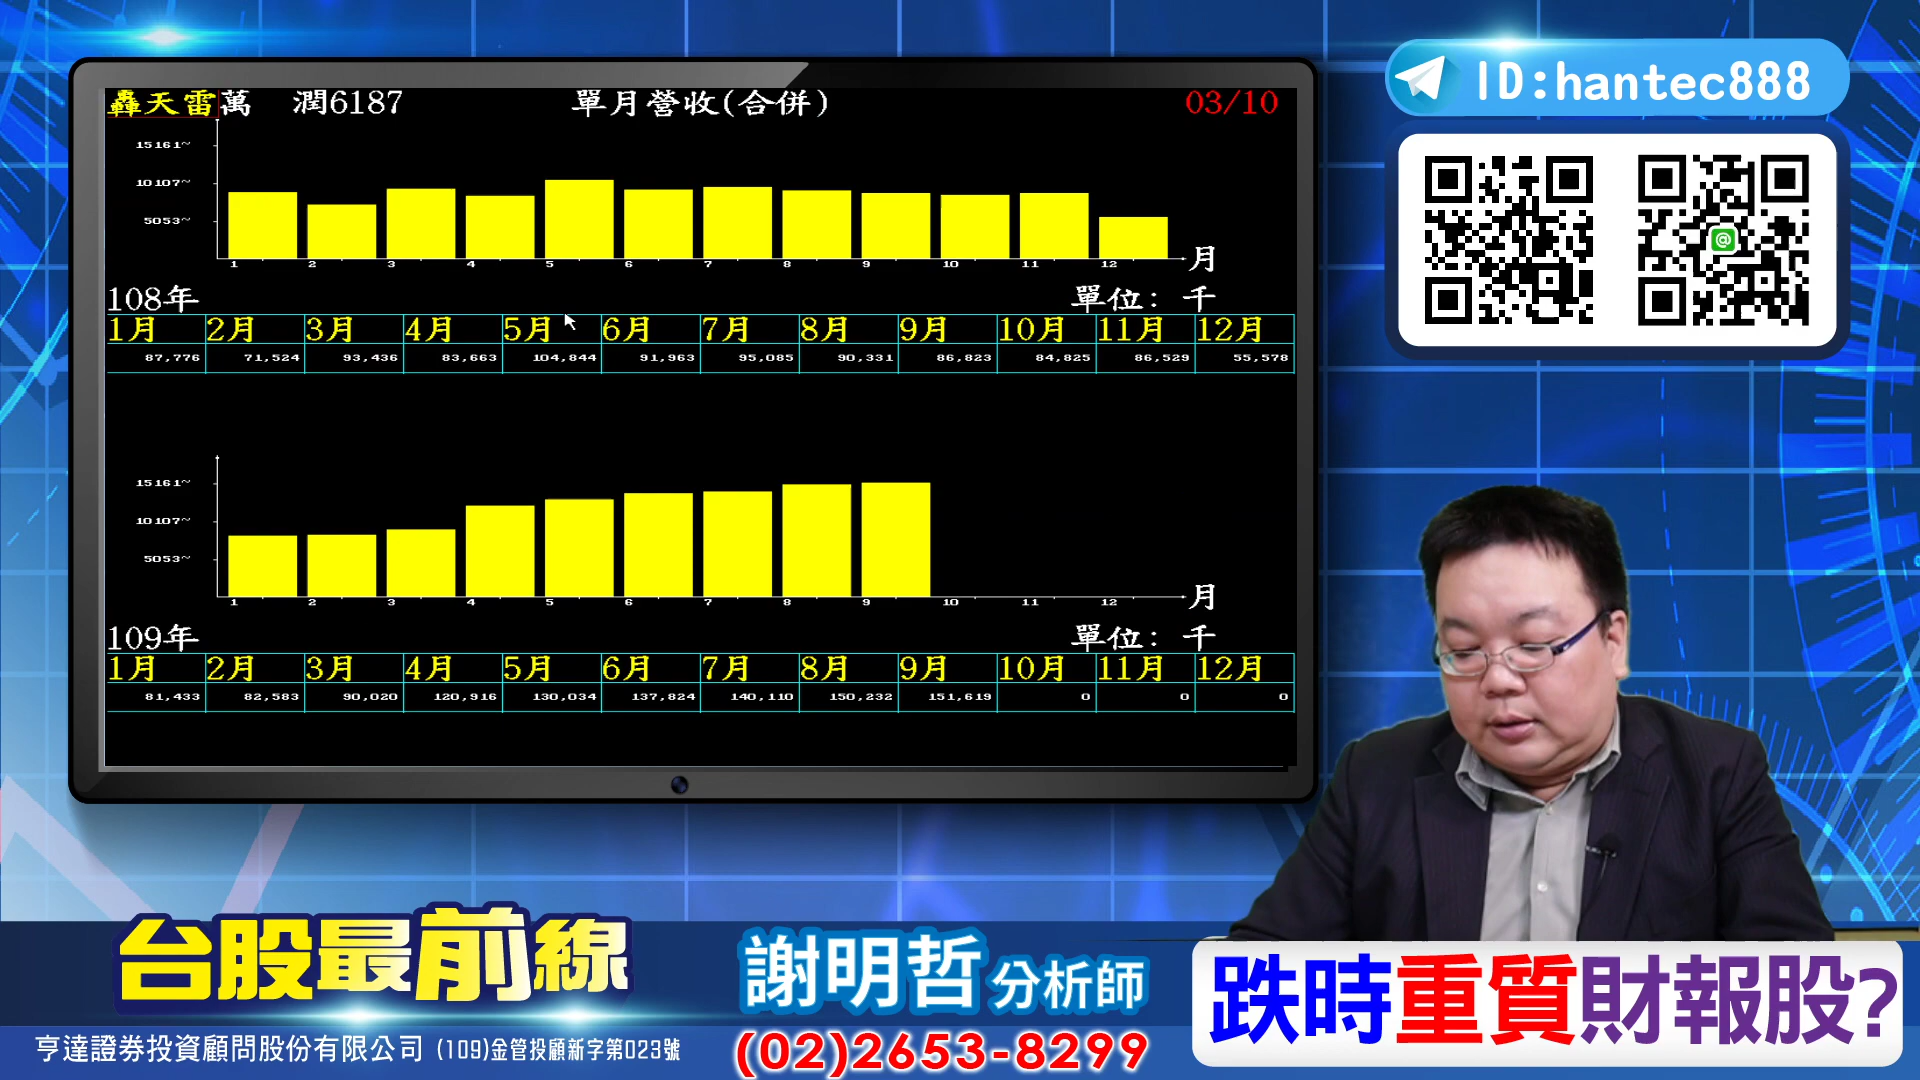 轟天雷萬 潤6187 單月營收(合併) 03/10
15161~
10107~
5053~
1 2 3 4 5 6 7 8 9 10 11 12 月
108年 單位: 千
1月 2月 3月 4月 5月 6月 7月 8月 9月 10月 11月 12月
87,776 71,524 93,436 83,663 104,844 91,963 95,085 90,331 86,823 84,825 86,529 55,578
15161~
10107~
5053~
1 2 3 4 5 6 7 8 9 10 11 12 月
109年 單位: 千
1月 2月 3月 4月 5月 6月 7月 8月 9月 10月 11月 12月
81,433 82,583 90,020 120,916 130,034 137,824 140,110 150,232 151,619 0 0 0
ID:hantec888
台股最前線
亨達證券投資顧問股份有限公司 (109)金管投顧新字第023號
謝明哲 分析師
(02)2653-8299
跌時重質財報股?